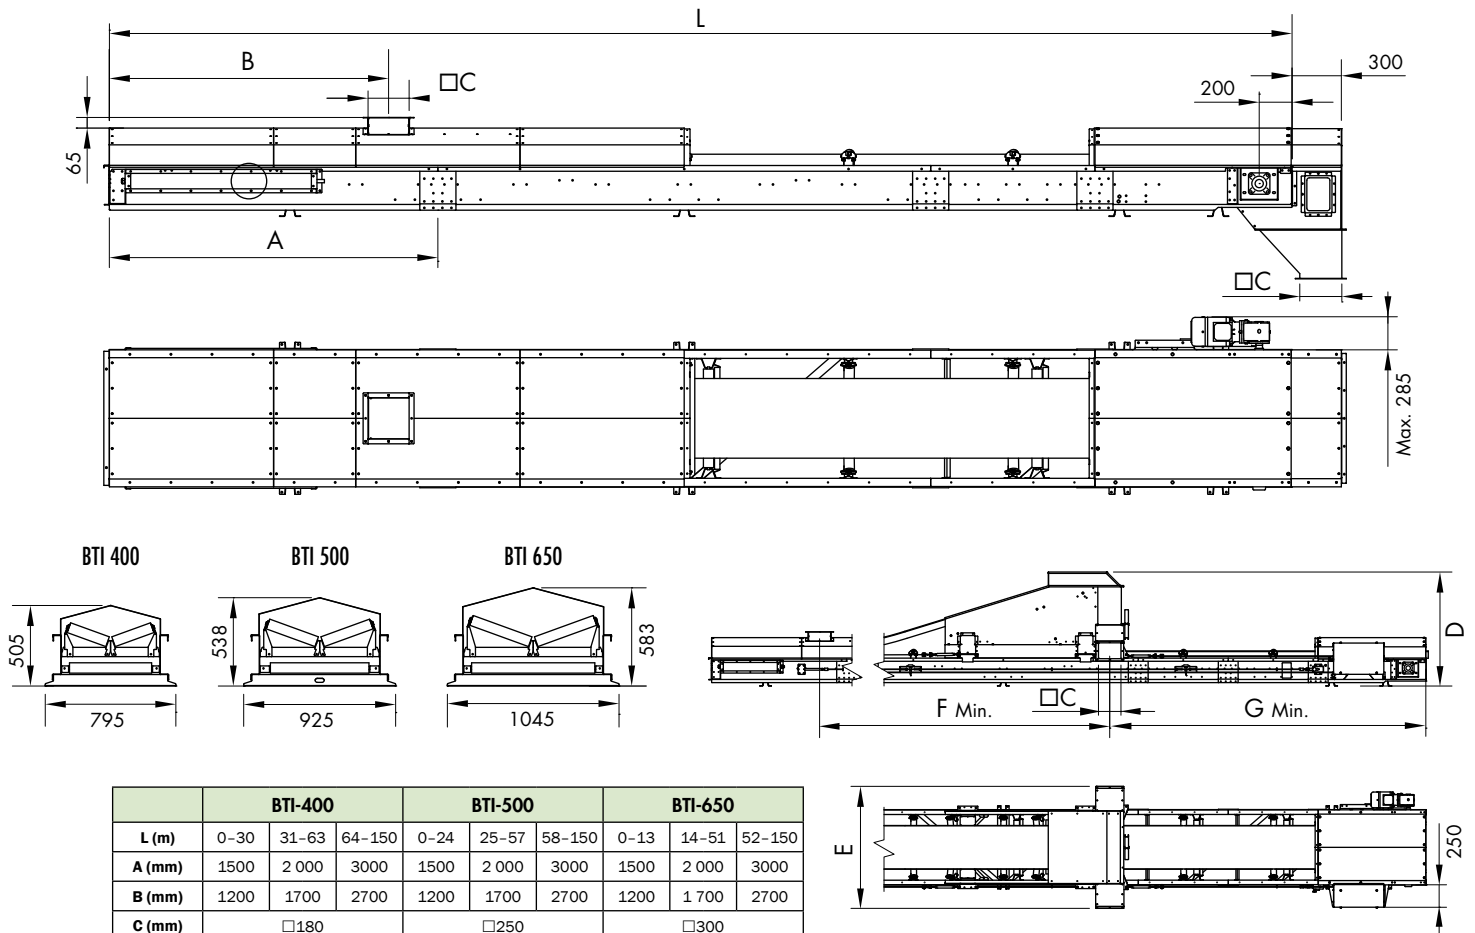 L
B
□C
300
200
65
A
□C
Max. 285
BTI 400
BTI 500
BTI 650
505
538
583
795
925
1045
D
F Min.
□C
G Min.
E
250
BTI-400 BTI-500 BTI-650
L (m) 0-30 31-63 64-150 0-24 25-57 58-150 0-13 14-51 52-150
A (mm) 1500 2 000 3000 1500 2 000 3000 1500 2 000 3000
B (mm) 1200 1700 2700 1200 1700 2700 1200 1 700 2700
C (mm) □180 □250 □300